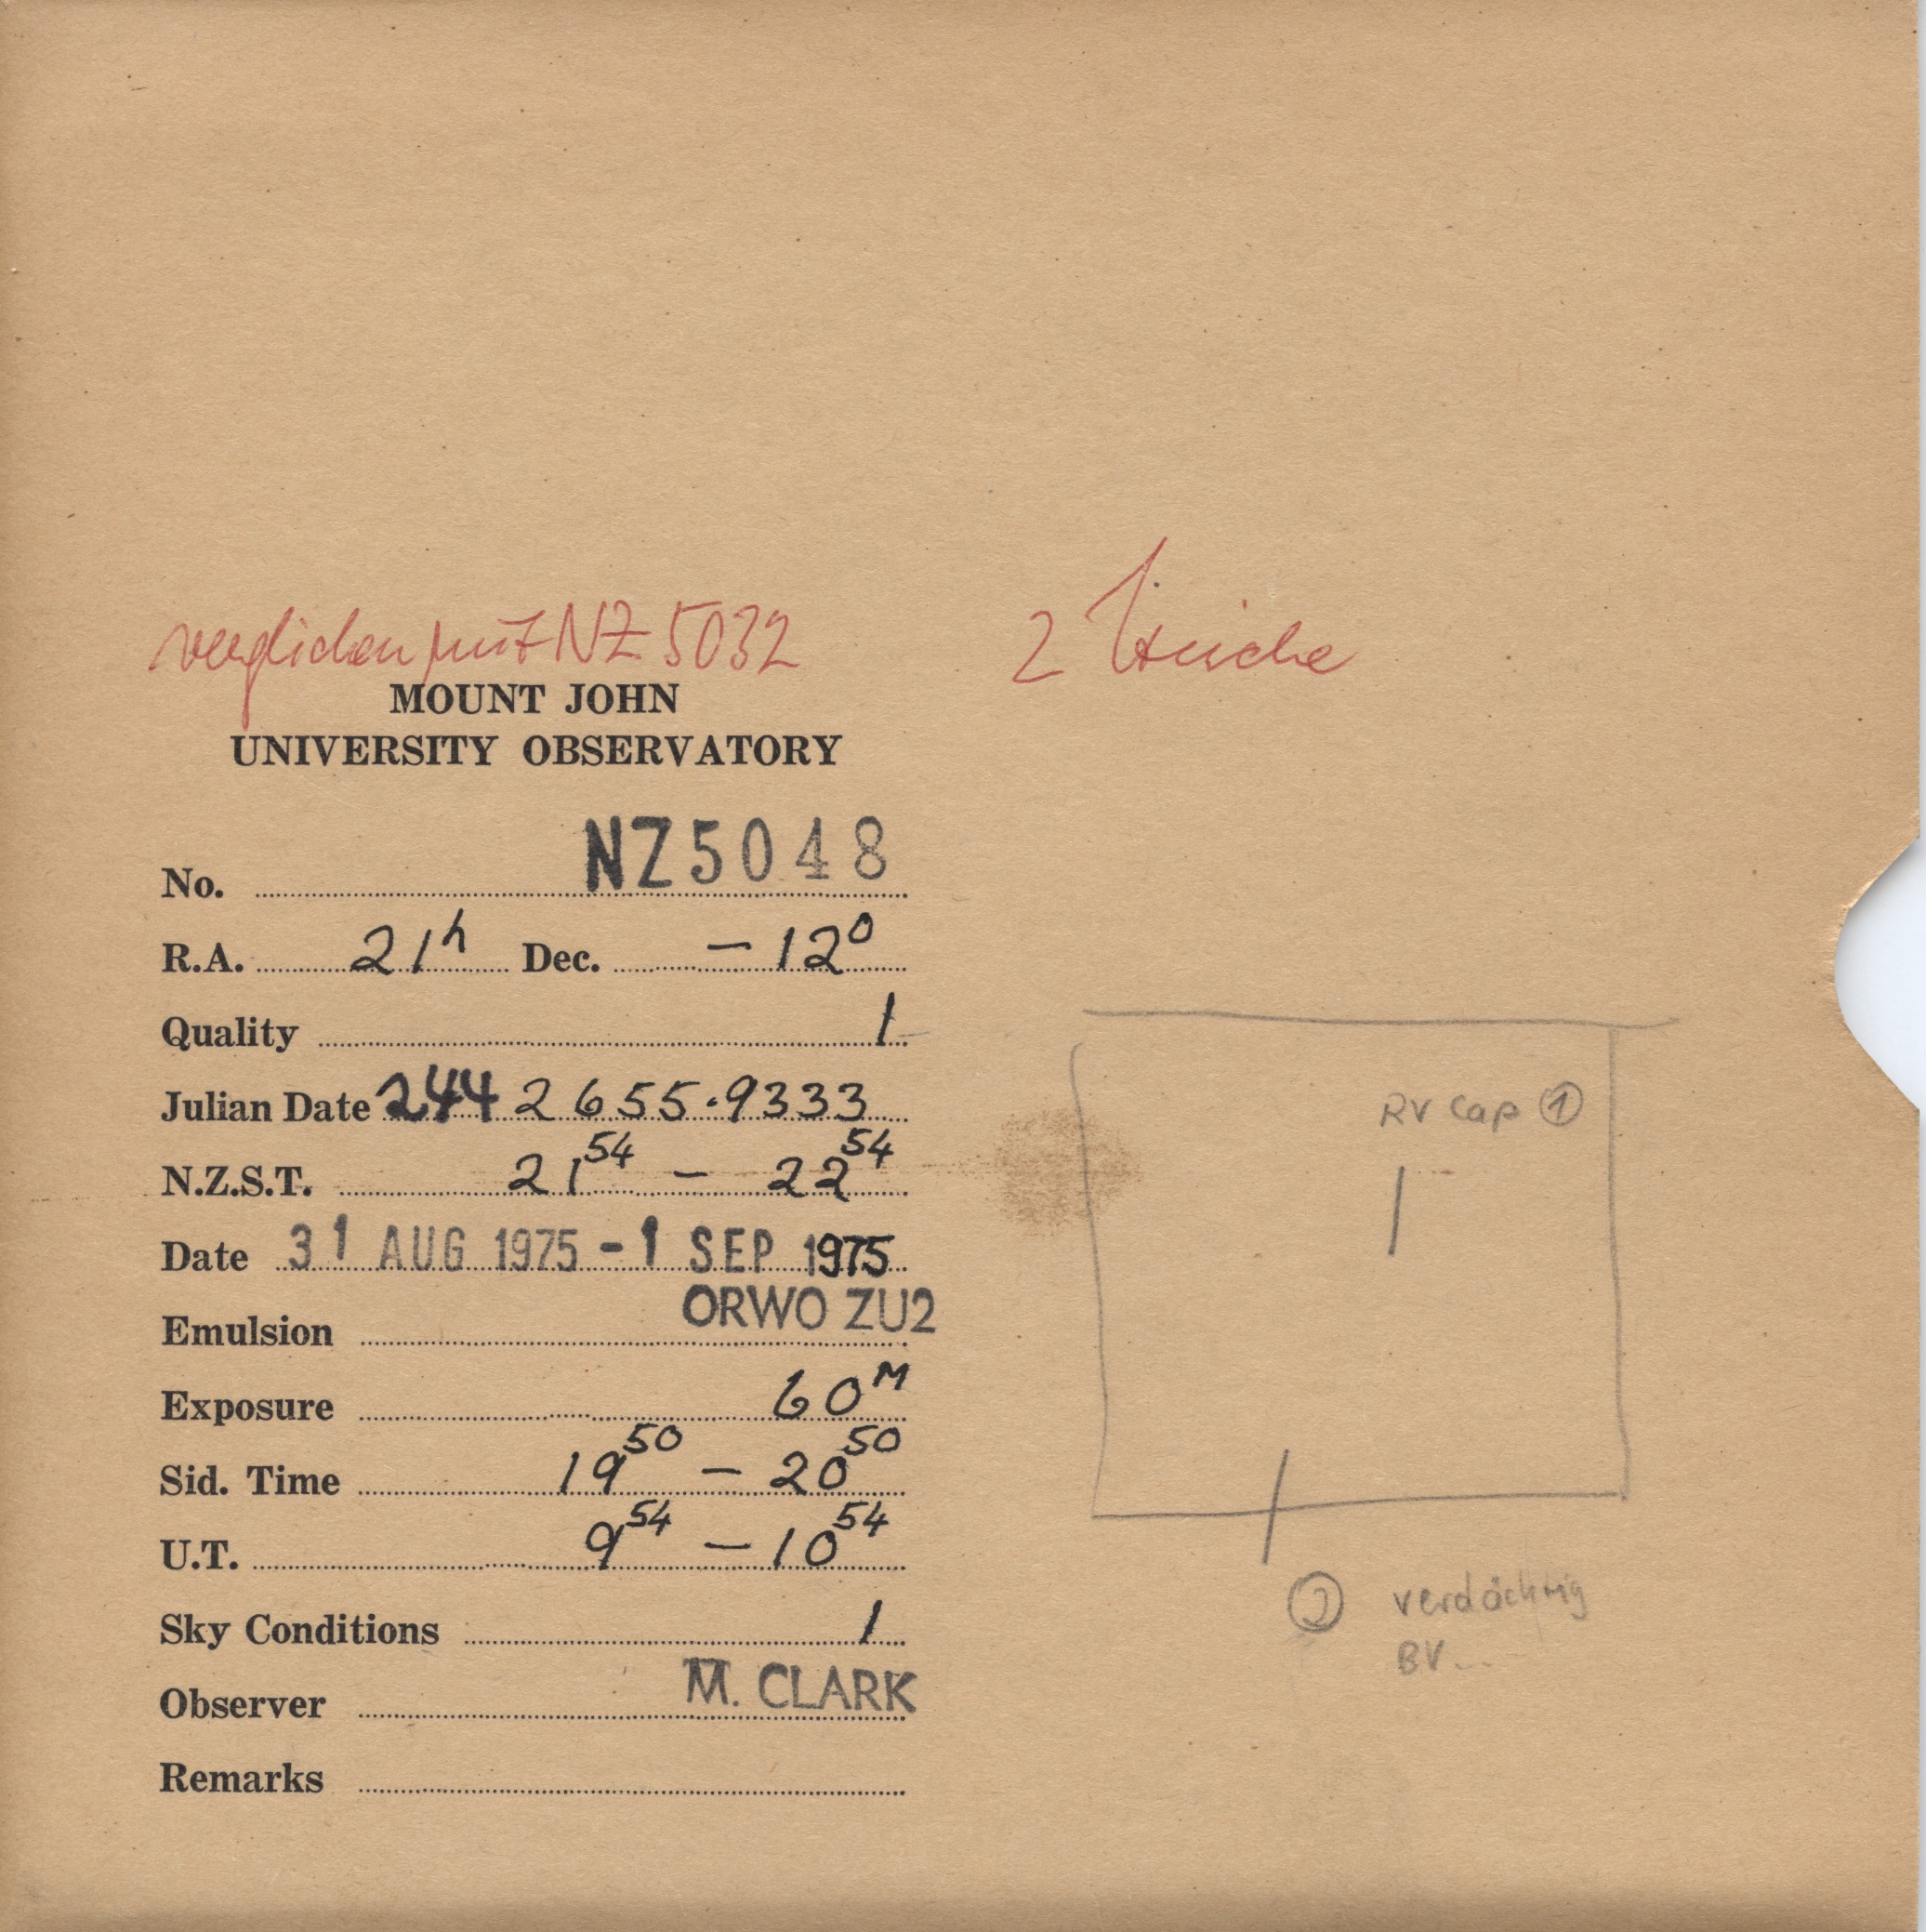 verglichen mit NZ 5032
2 Striche
MOUNT JOHN
UNIVERSITY OBSERVATORY
No. NZ5048
R.A. 21h Dec. – 12°
Quality 1
Julian Date 244 2655.9333
N.Z.S.T. 21 54 – 22 54
Date 31 AUG 1975 - 1 SEP 1975
Emulsion ORWO ZU2
Exposure 60M
Sid. Time 19 50 – 20 50
U.T. 9 54 – 10 54
Sky Conditions 1
Observer M. CLARK
Remarks
RV Cap ①
② verdächtig
BV...